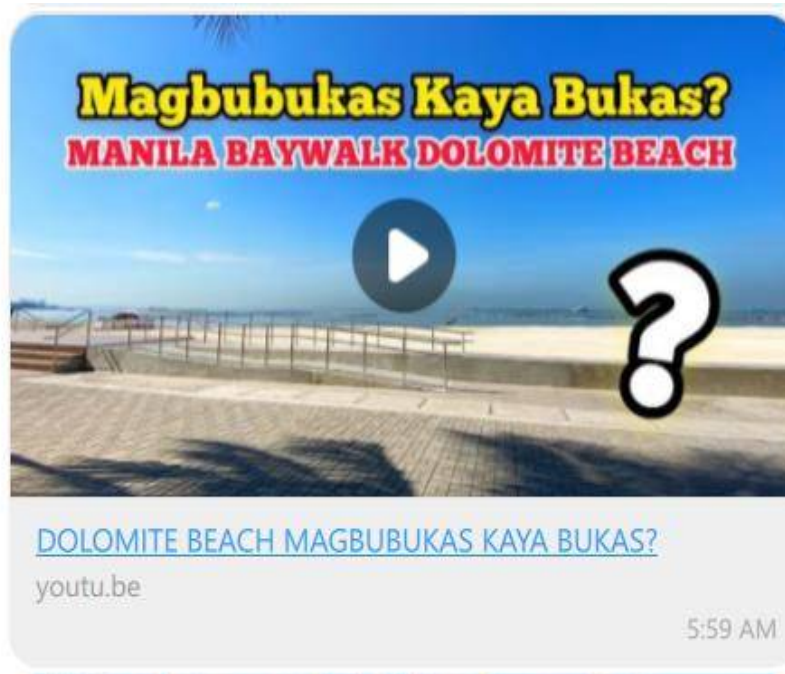 Magbubukas Kaya Bukas?
MANILA BAYWALK DOLOMITE BEACH
?
DOLOMITE BEACH MAGBUBUKAS KAYA BUKAS?
youtu.be
5:59 AM